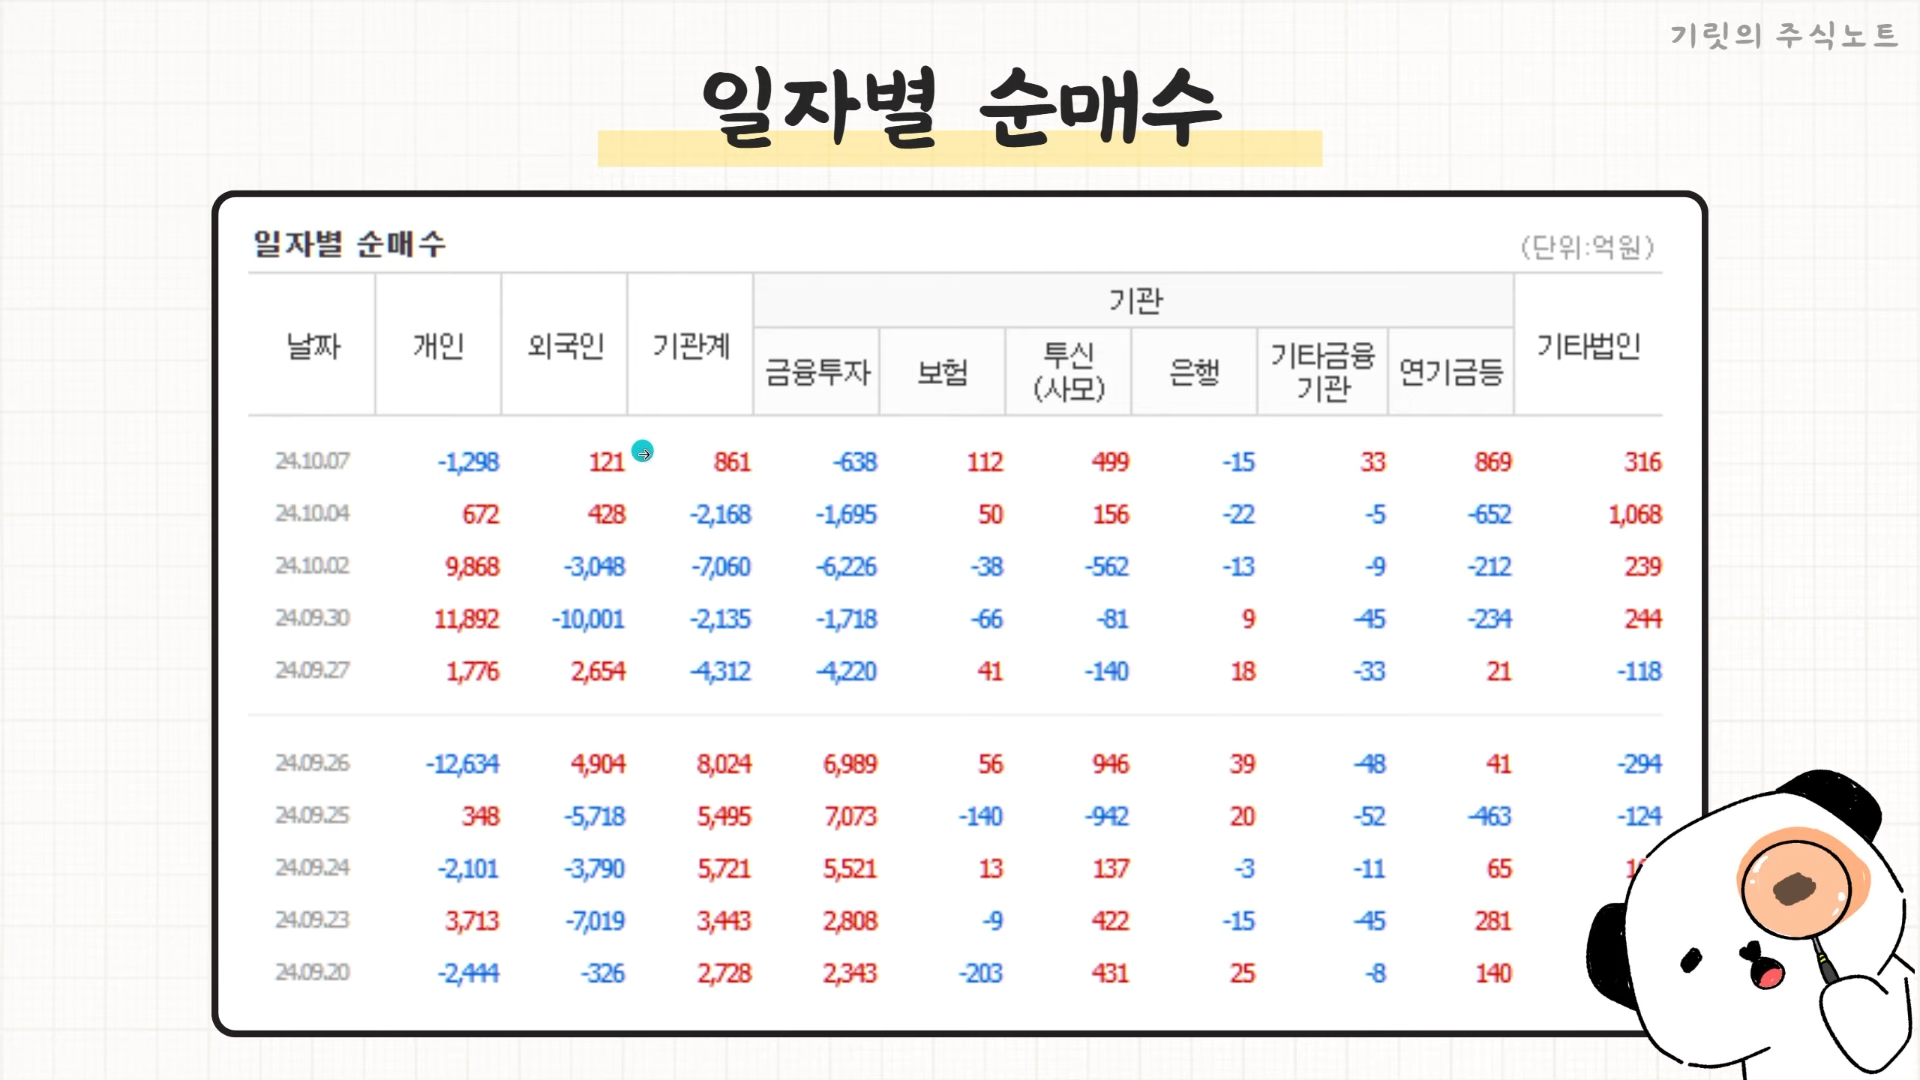 기릿의 주식노트
일자별 순매수
일자별 순매수 (단위:억원)
날짜 개인 외국인 기관계 기관 기타법인
금융투자 보험 투신(사모) 은행 기타금융기관 연기금등
24.10.07 -1,298 121 861 -638 112 499 -15 33 869 316
24.10.04 672 428 -2,168 -1,695 50 156 -22 -5 -652 1,068
24.10.02 9,868 -3,048 -7,060 -6,226 -38 -562 -13 -9 -212 239
24.09.30 11,892 -10,001 -2,135 -1,718 -66 -81 9 -45 -234 244
24.09.27 1,776 2,654 -4,312 -4,220 41 -140 18 -33 21 -118
24.09.26 -12,634 4,904 8,024 6,989 56 946 39 -48 41 -294
24.09.25 348 -5,718 5,495 7,073 -140 -942 20 -52 -463 -124
24.09.24 -2,101 -3,790 5,721 5,521 13 137 -3 -11 65
24.09.23 3,713 -7,019 3,443 2,808 -9 422 -15 -45 281
24.09.20 -2,444 -326 2,728 2,343 -203 431 25 -8 140